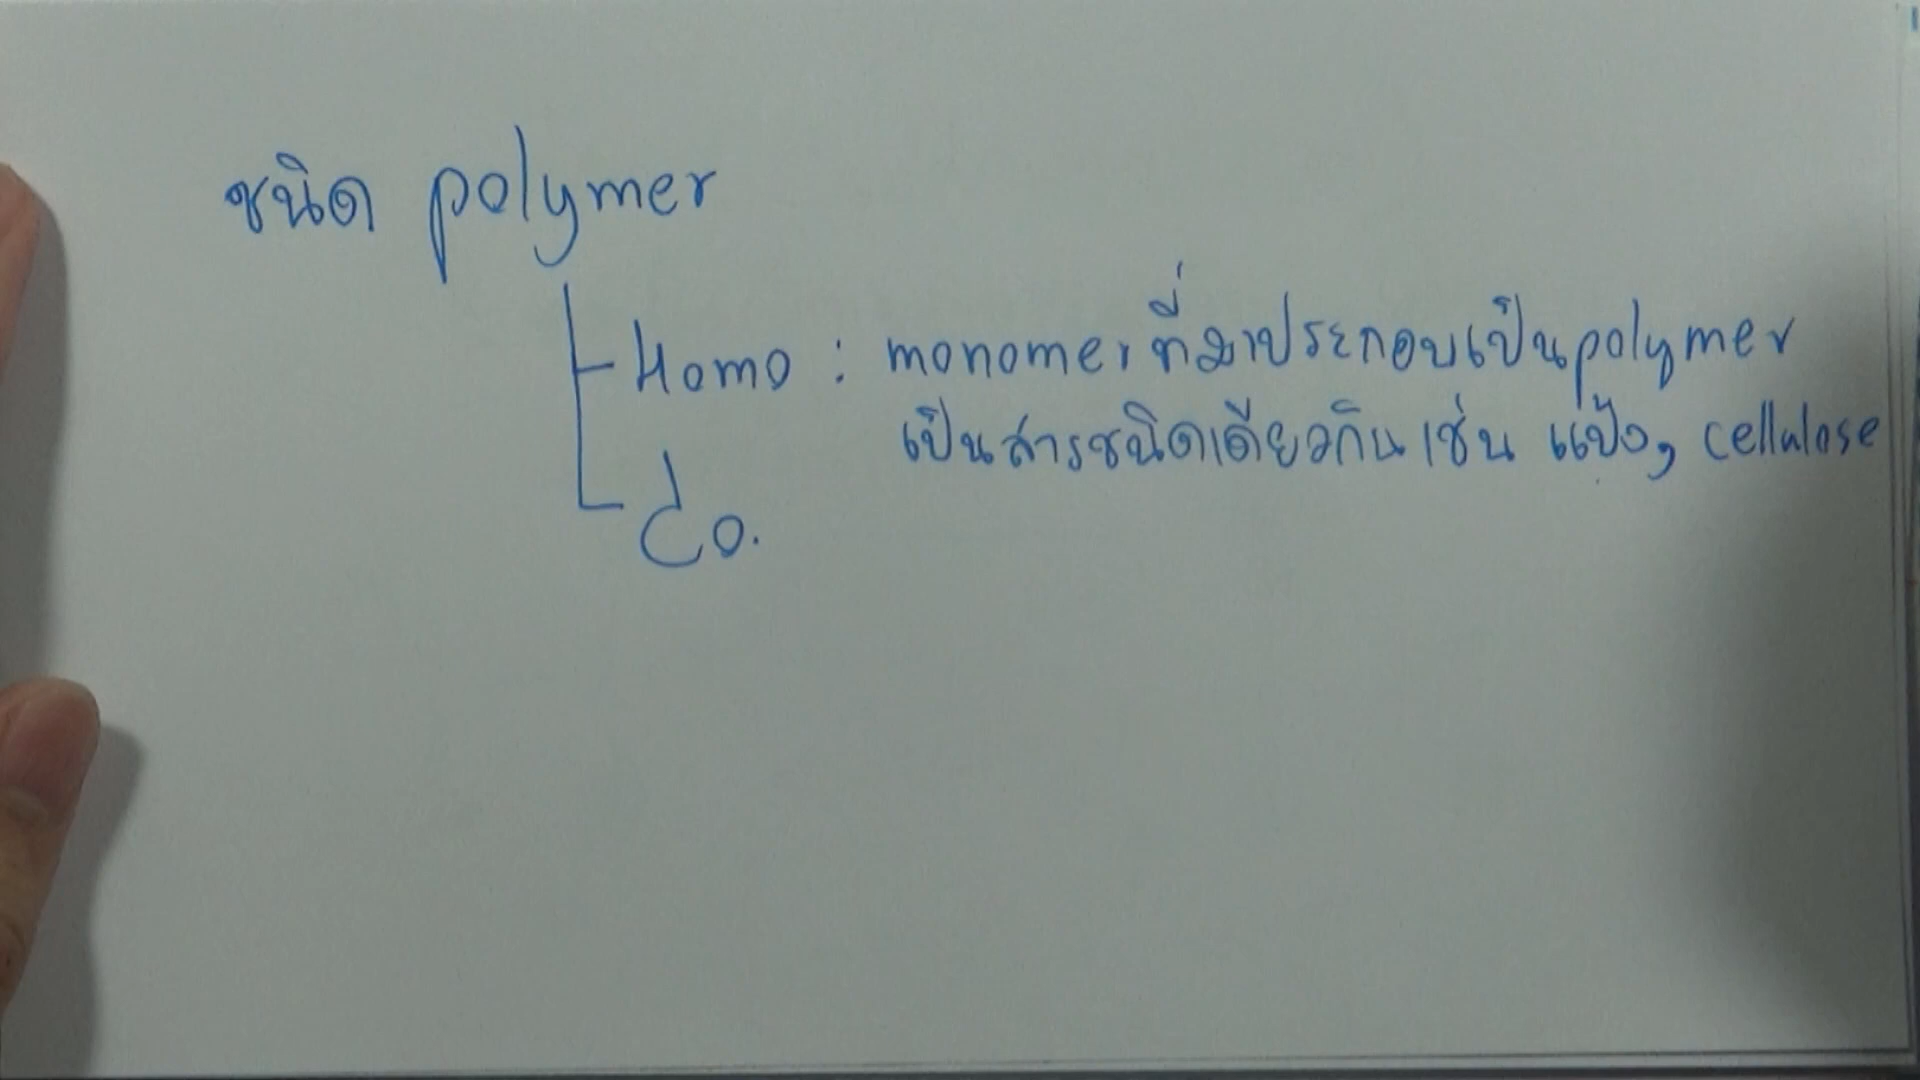 ชนิด polymer
Homo : monomer ที่มาประกอบเป็น polymer
เป็นสารชนิดเดียวกัน เช่น แป้ง, cellulose
Co.